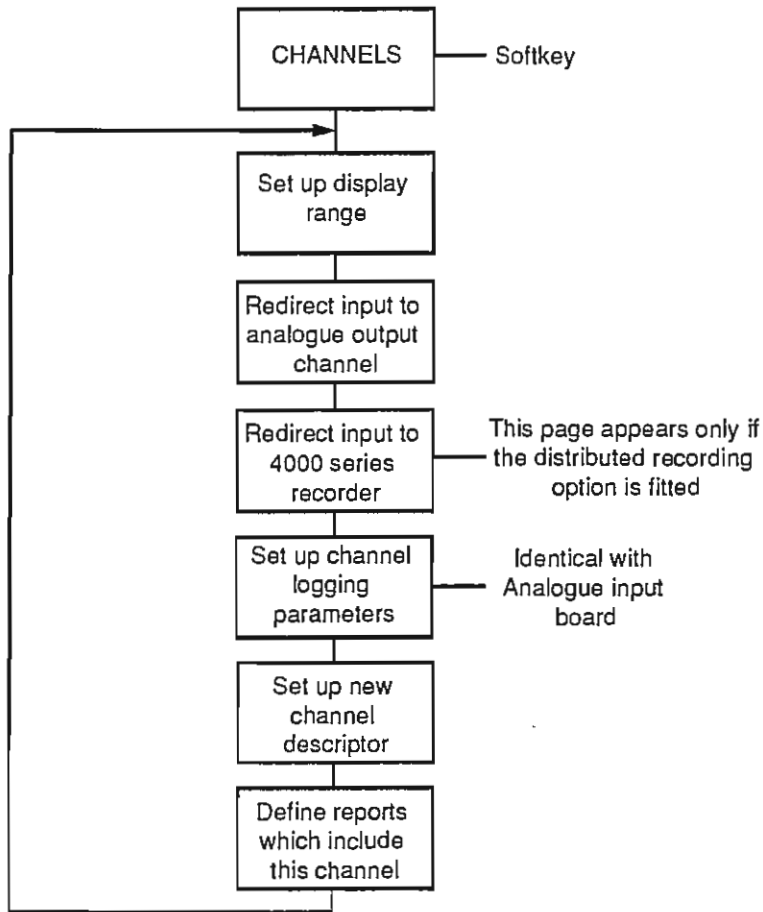 CHANNELS
Softkey
Set up display
range
Redirect input to
analogue output
channel
Redirect input to
4000 series
recorder
This page appears only if
the distributed recording
option is fitted
Set up channel
logging
parameters
Identical with
Analogue input
board
Set up new
channel
descriptor
Define reports
which include
this channel